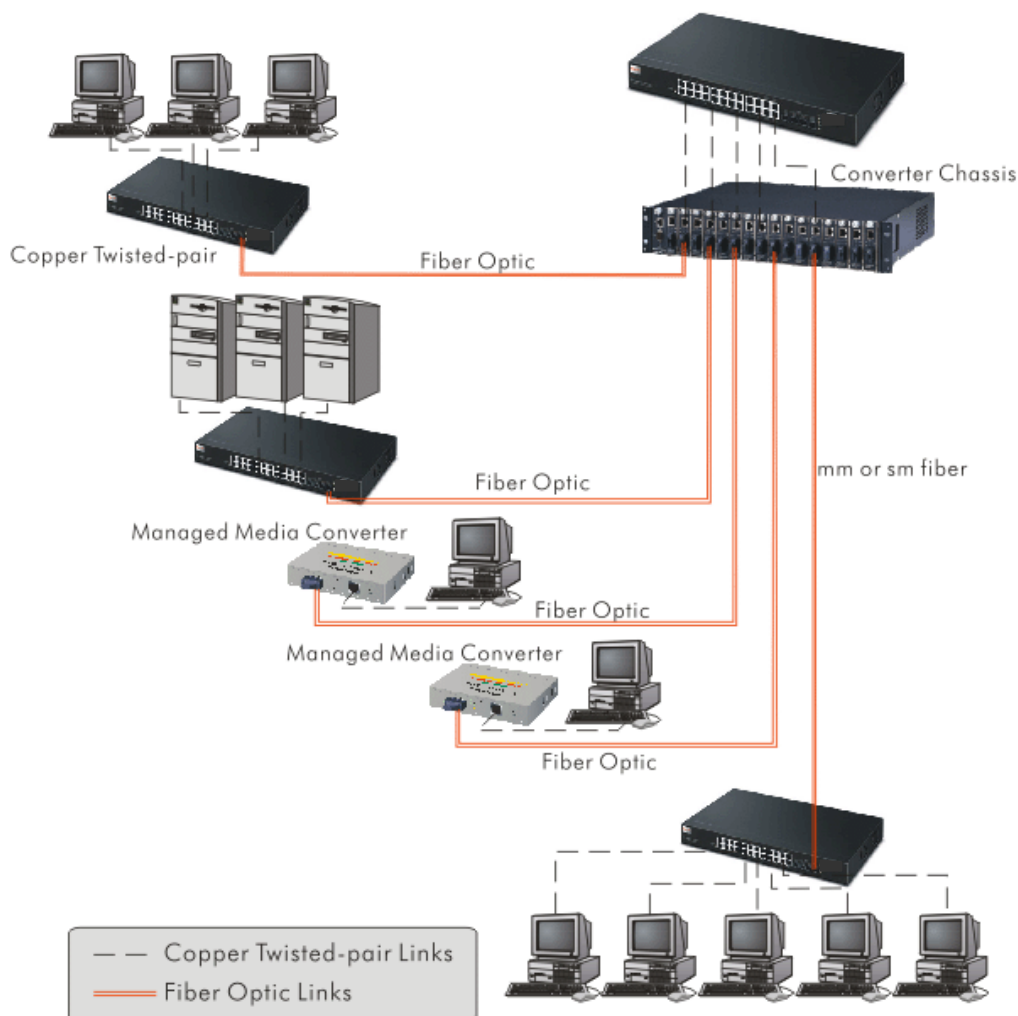 Converter Chassis
Copper Twisted-pair
Fiber Optic
mm or sm fiber
Fiber Optic
Managed Media Converter
Fiber Optic
Managed Media Converter
Fiber Optic
Copper Twisted-pair Links
Fiber Optic Links